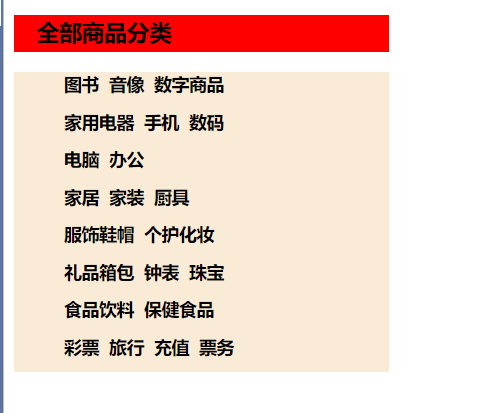 全部商品分类
图书 音像 数字商品
家用电器 手机 数码
电脑 办公
家居 家装 厨具
服饰鞋帽 个护化妆
礼品箱包 钟表 珠宝
食品饮料 保健食品
彩票 旅行 充值 票务